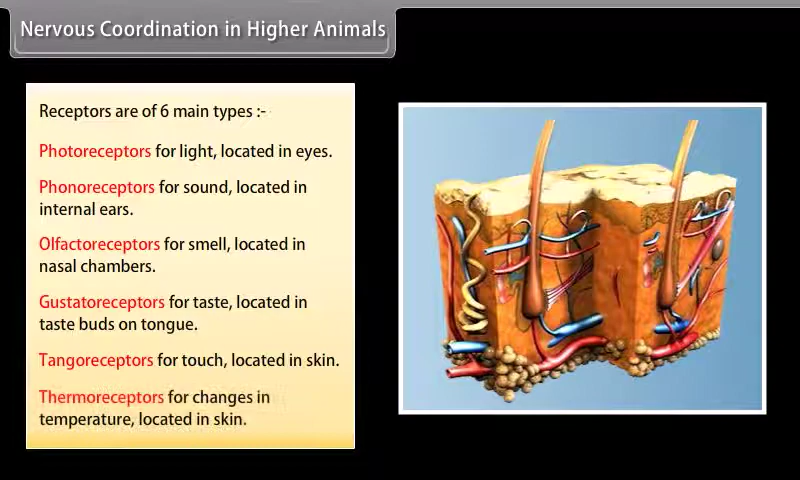 Nervous Coordination in Higher Animals
Receptors are of 6 main types :-
Photoreceptors for light, located in eyes.
Phonoreceptors for sound, located in
internal ears.
Olfactoreceptors for smell, located in
nasal chambers.
Gustatoreceptors for taste, located in
taste buds on tongue.
Tangoreceptors for touch, located in skin.
Thermoreceptors for changes in
temperature, located in skin.